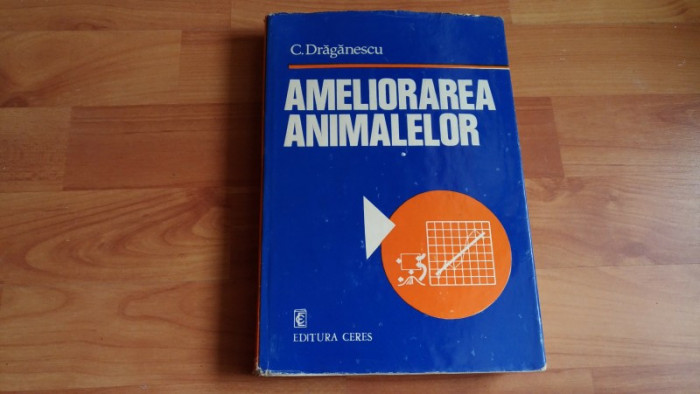 C. Drăgănescu
AMELIORAREA
ANIMALELOR
EDITURA CERES